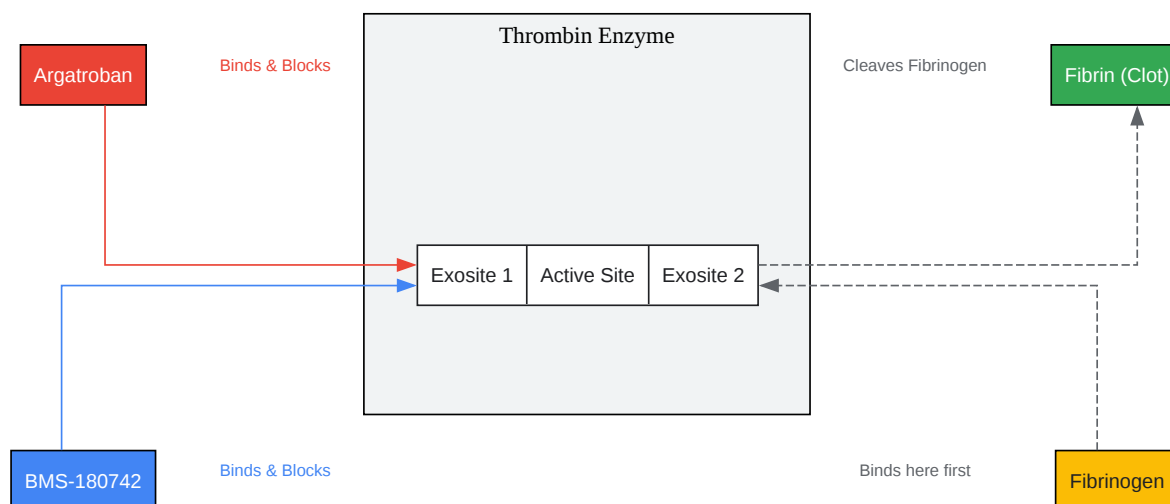 Thrombin Enzyme
Argatroban
Binds & Blocks
Cleaves Fibrinogen
Fibrin (Clot)
Exosite 1
Active Site
Exosite 2
BMS-180742
Binds & Blocks
Binds here first
Fibrinogen